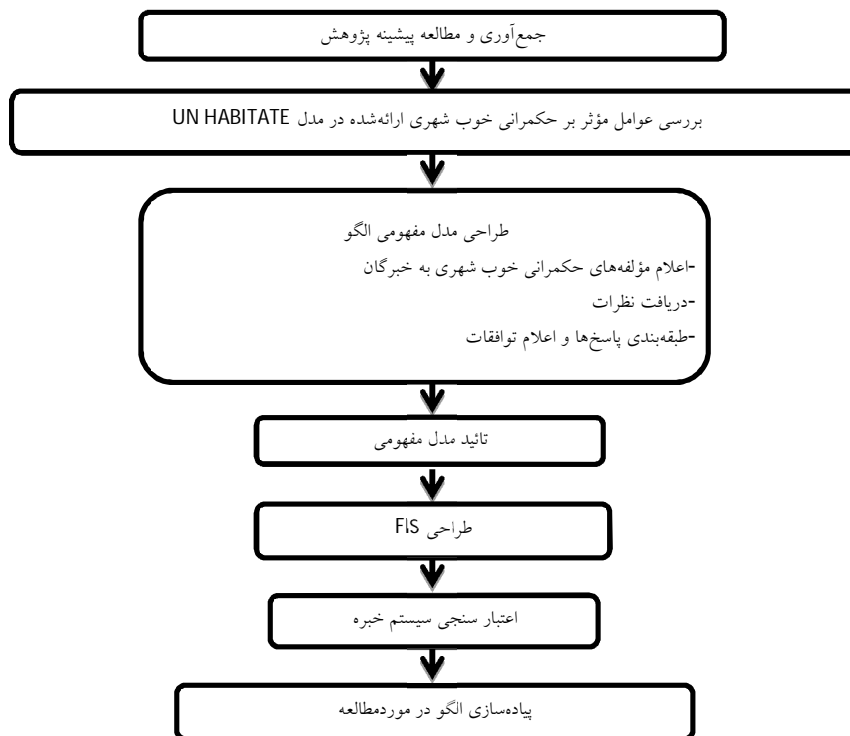 جمع‌آوری و مطالعه پیشینه پژوهش
بررسی عوامل مؤثر بر حکمرانی خوب شهری ارائه‌شده در مدل UN HABITATE
طراحی مدل مفهومی الگو
-اعلام مؤلفه‌های حکمرانی خوب شهری به خبرگان
-دریافت نظرات
-طبقه‌بندی پاسخ‌ها و اعلام توافقات
تائید مدل مفهومی
طراحی FIS
اعتبار سنجی سیستم خبره
پیاده‌سازی الگو در موردمطالعه